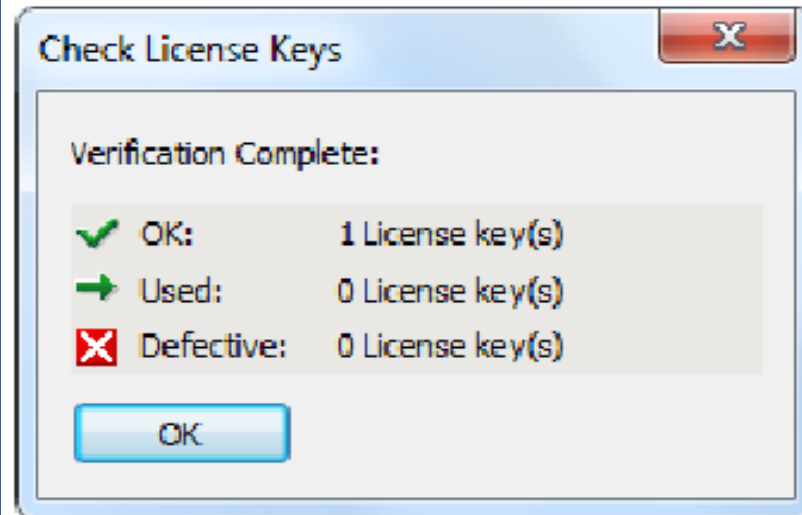 Check License Keys
Verification Complete:
OK: 1 License key(s)
Used: 0 License key(s)
Defective: 0 License key(s)
OK